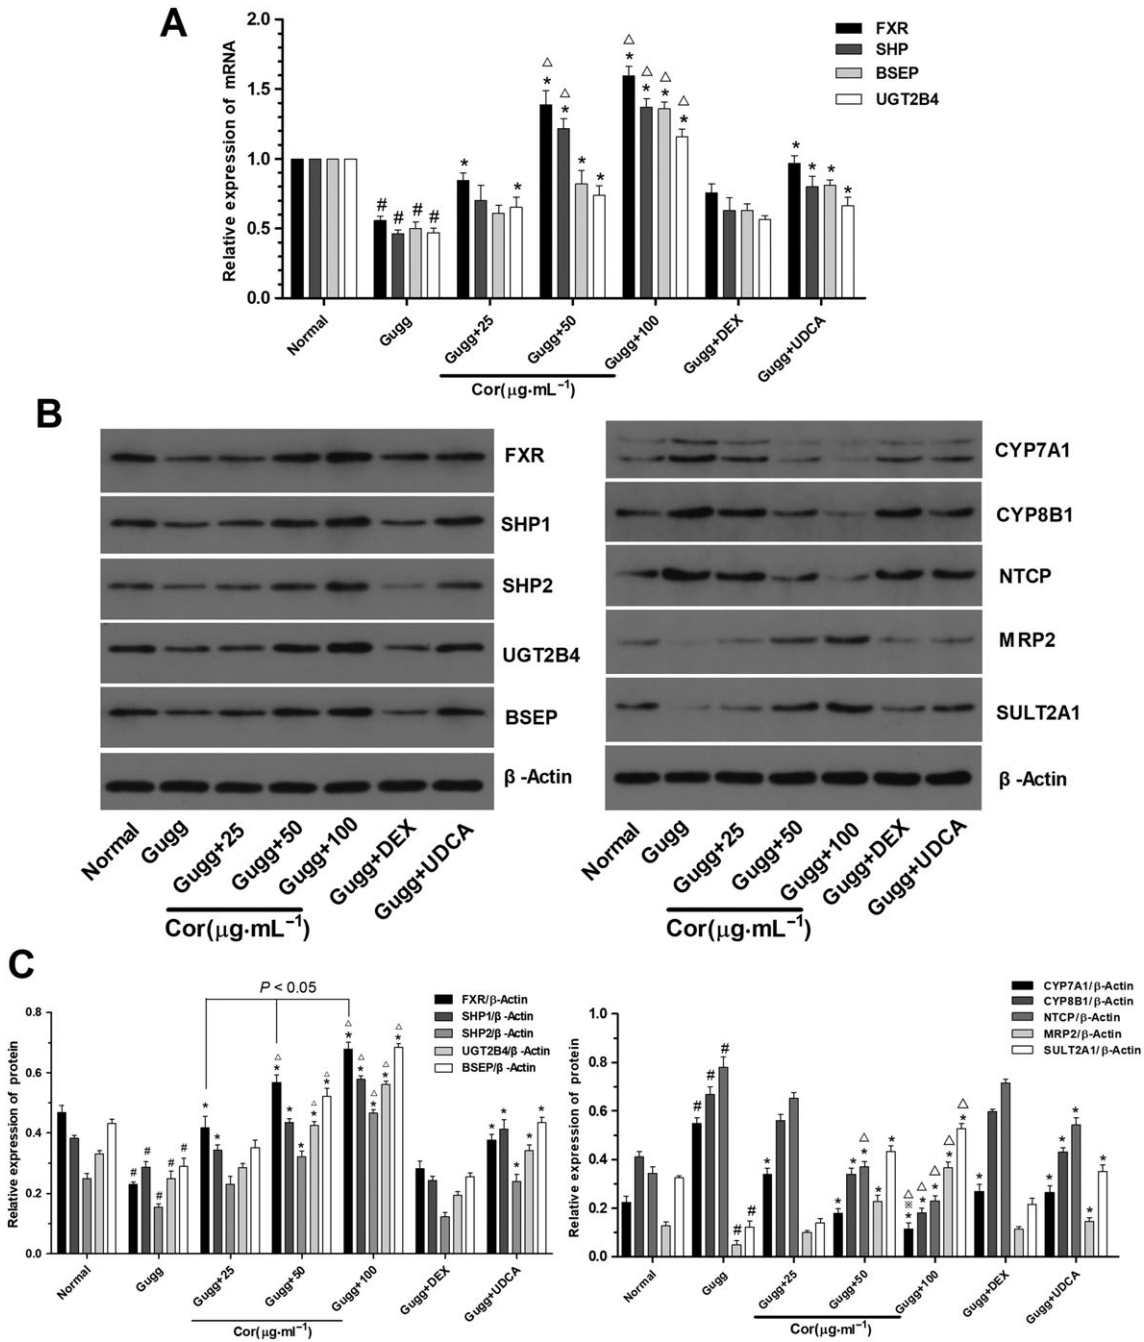 A
Relative expression of mRNA
2.0
1.5
1.0
0.5
0.0
FXR
SHP
BSEP
UGT2B4
△ △
△ △ △ △
* * * * * * * * * * * * * *
# # # #
Normal
Gugg
Gugg+25
Gugg+50
Gugg+100
Gugg+DEX
Gugg+UDCA
Cor(μg·mL⁻¹)
B
FXR
SHP1
SHP2
UGT2B4
BSEP
β -Actin
Normal
Gugg
Gugg+25
Gugg+50
Gugg+100
Gugg+DEX
Gugg+UDCA
Cor(μg·mL⁻¹)
CYP7A1
CYP8B1
NTCP
MRP2
SULT2A1
β -Actin
Normal
Gugg
Gugg+25
Gugg+50
Gugg+100
Gugg+DEX
Gugg+UDCA
Cor(μg·mL⁻¹)
C
Relative expression of protein
0.8
0.6
0.4
0.2
0.0
P < 0.05
FXR/β-Actin
SHP1/β -Actin
SHP2/β -Actin
UGT2B4/β -Actin
BSEP/β -Actin
# # # # #
Normal
Gugg
Gugg+25
Gugg+50
Gugg+100
Gugg+DEX
Gugg+UDCA
Cor(μg·ml⁻¹)
Relative expression of protein
1.0
0.8
0.6
0.4
0.2
0.0
CYP7A1/β-Actin
CYP8B1/β-Actin
NTCP/β-Actin
MRP2/β-Actin
SULT2A1/β-Actin
# # # # #
※
Normal
Gugg
Gugg+25
Gugg+50
Gugg+100
Gugg+DEX
Gugg+UDCA
Cor(μg·ml⁻¹)